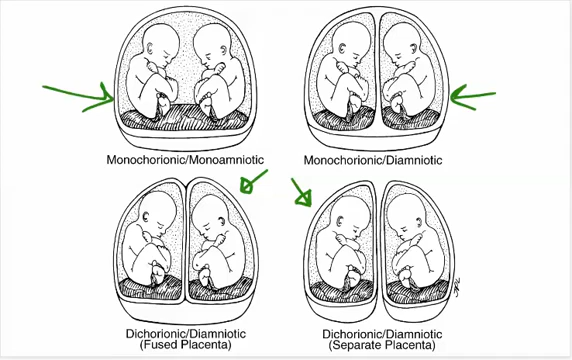 Monochorionic/Monoamniotic
Monochorionic/Diamniotic
Dichorionic/Diamniotic
(Fused Placenta)
Dichorionic/Diamniotic
(Separate Placenta)